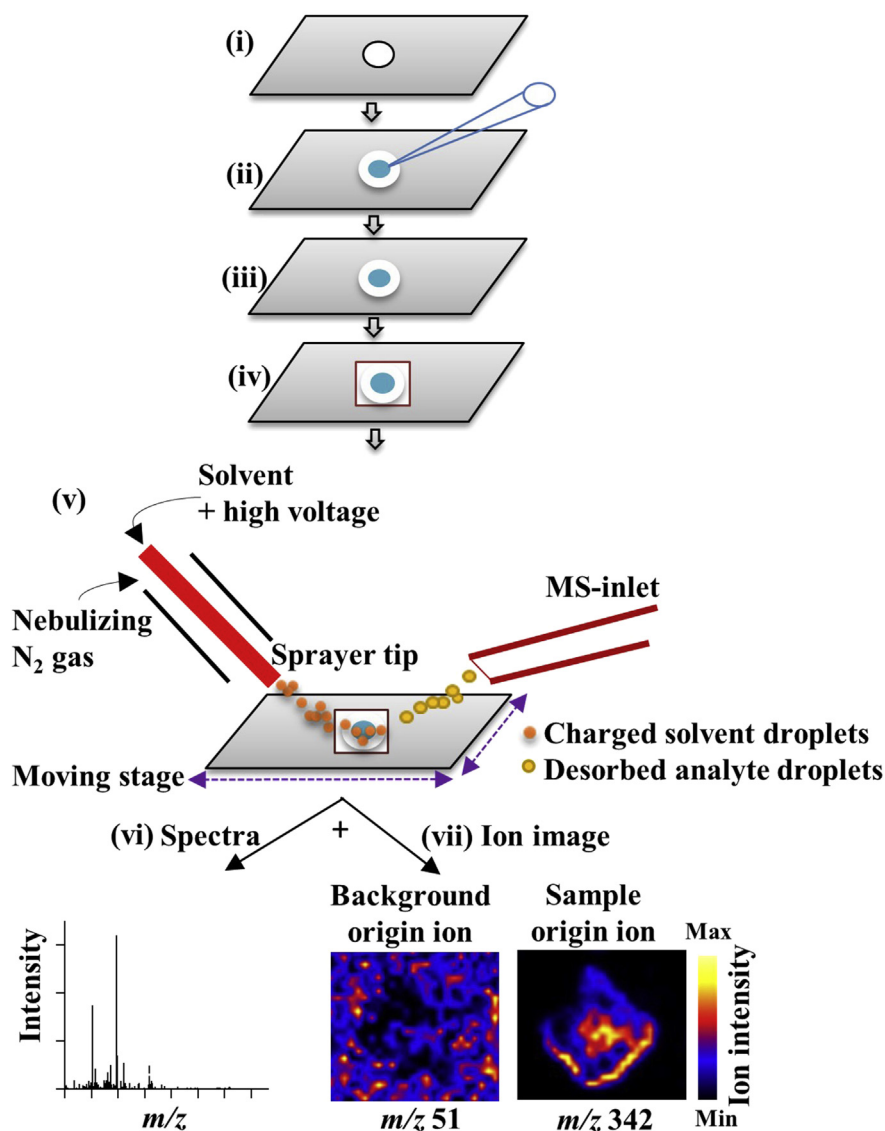 (i)
(ii)
(iii)
(iv)
(v)
Solvent
+ high voltage
Nebulizing
N₂ gas
Sprayer tip
MS-inlet
Charged solvent droplets
Desorbed analyte droplets
Moving stage
(vi) Spectra
+
(vii) Ion image
Intensity
m/z
Background
origin ion
m/z 51
Sample
origin ion
m/z 342
Max
Ion intensity
Min